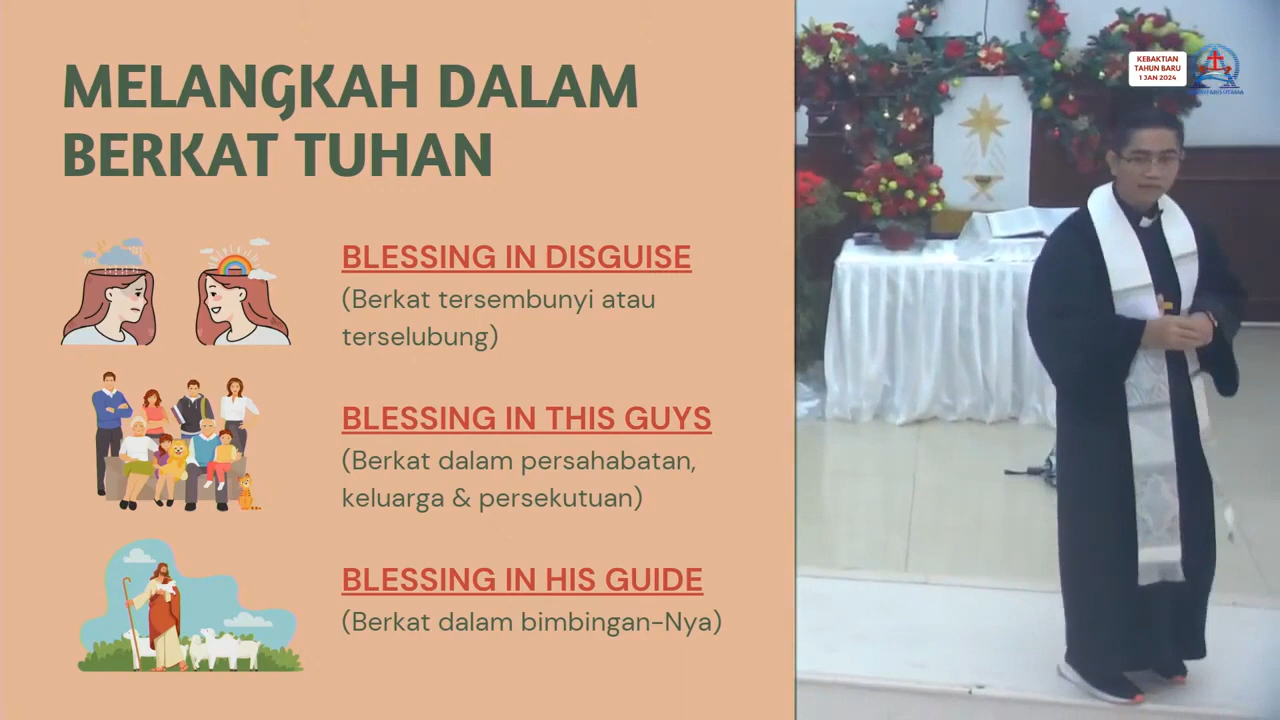 MELANGKAH DALAM
BERKAT TUHAN
BLESSING IN DISGUISE
(Berkat tersembunyi atau
terselubung)
BLESSING IN THIS GUYS
(Berkat dalam persahabatan,
keluarga & persekutuan)
BLESSING IN HIS GUIDE
(Berkat dalam bimbingan-Nya)
KEBAKTIAN
TAHUN BARU
1 JAN 2024